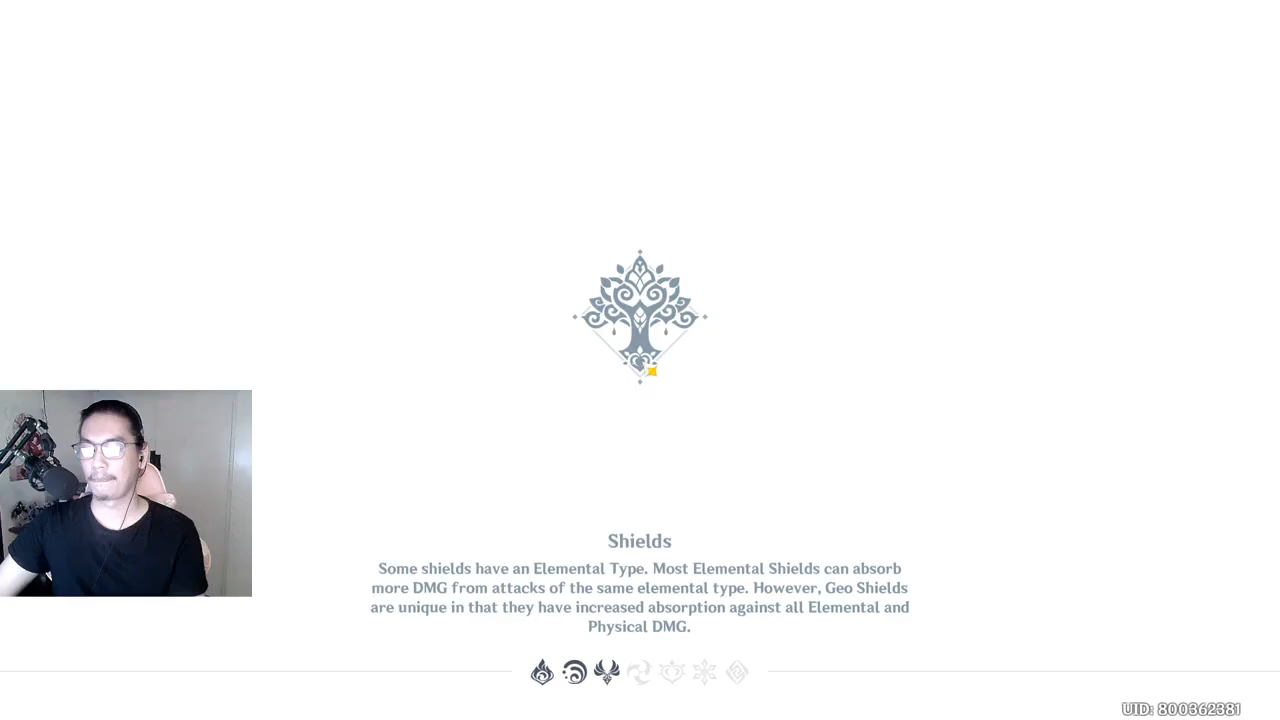 Shields
Some shields have an Elemental Type. Most Elemental Shields can absorb
more DMG from attacks of the same elemental type. However, Geo Shields
are unique in that they have increased absorption against all Elemental and
Physical DMG.
UID: 800362381